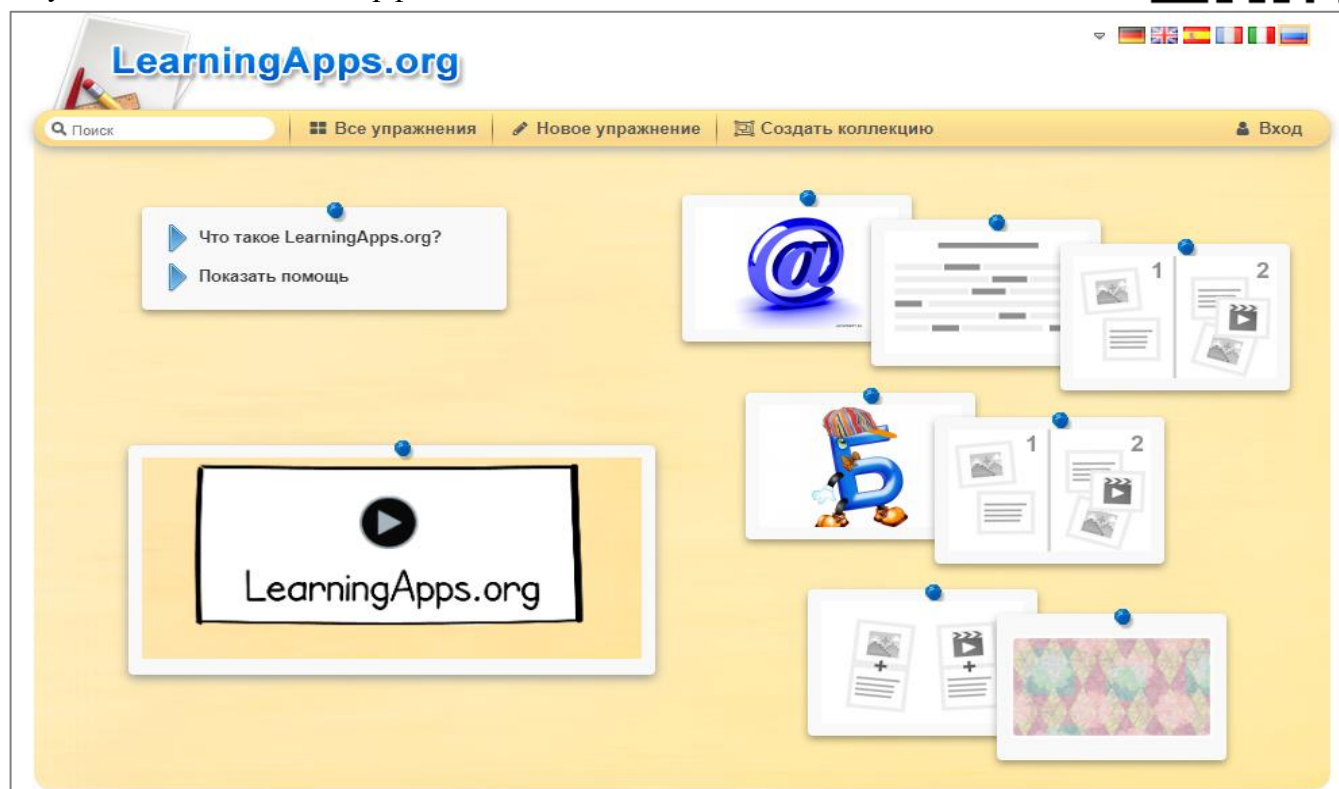 LearningApps.org
Поиск
Все упражнения
Новое упражнение
Создать коллекцию
Вход
Что такое LearningApps.org?
Показать помощь
@
1 2
Б
1 2
LearningApps.org
+ +